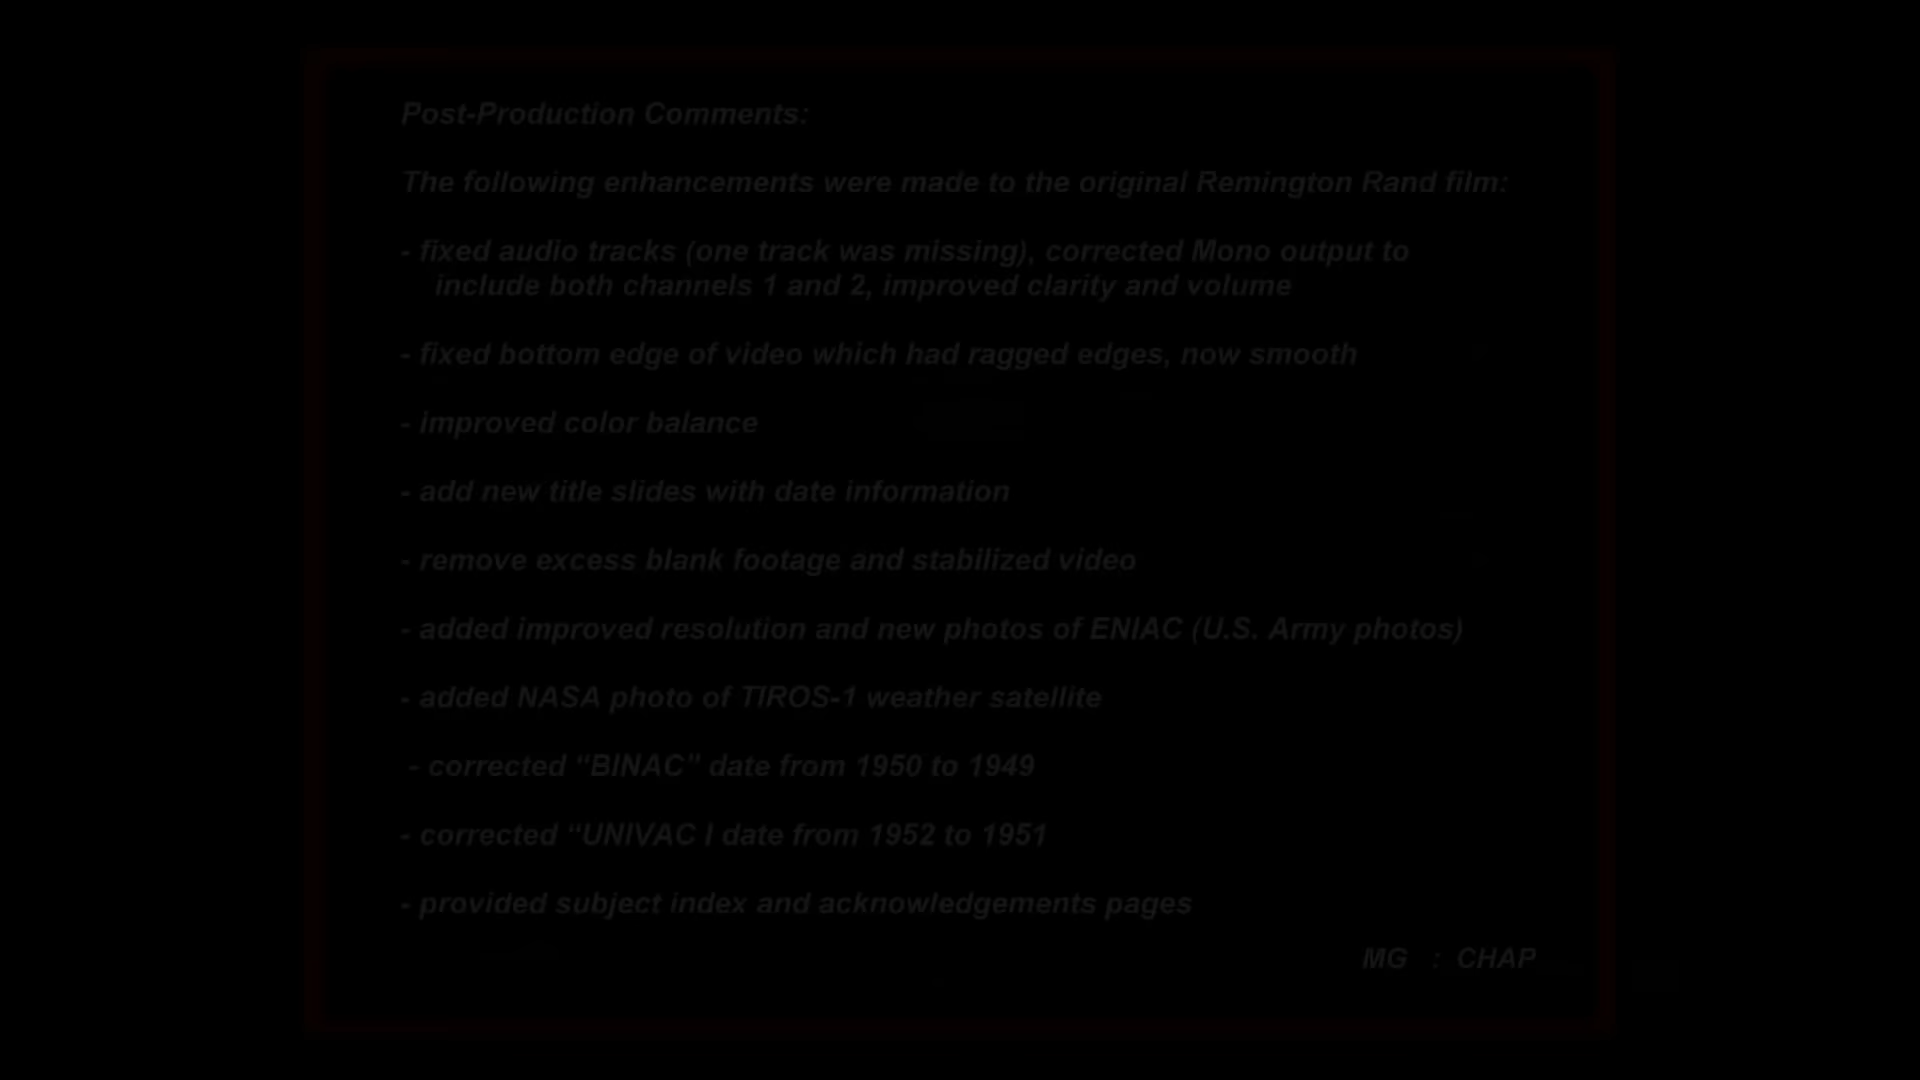 Post-Production Comments:
The following enhancements were made to the original Remington Rand film:
- fixed audio tracks (one track was missing), corrected Mono output to
include both channels 1 and 2, improved clarity and volume
- fixed bottom edge of video which had ragged edges, now smooth
- improved color balance
- add new title slides with date information
- remove excess blank footage and stabilized video
- added improved resolution and new photos of ENIAC (U.S. Army photos)
- added NASA photo of TIROS-1 weather satellite
- corrected “BINAC” date from 1950 to 1949
- corrected “UNIVAC I date from 1952 to 1951
- provided subject index and acknowledgements pages
MG : CHAP